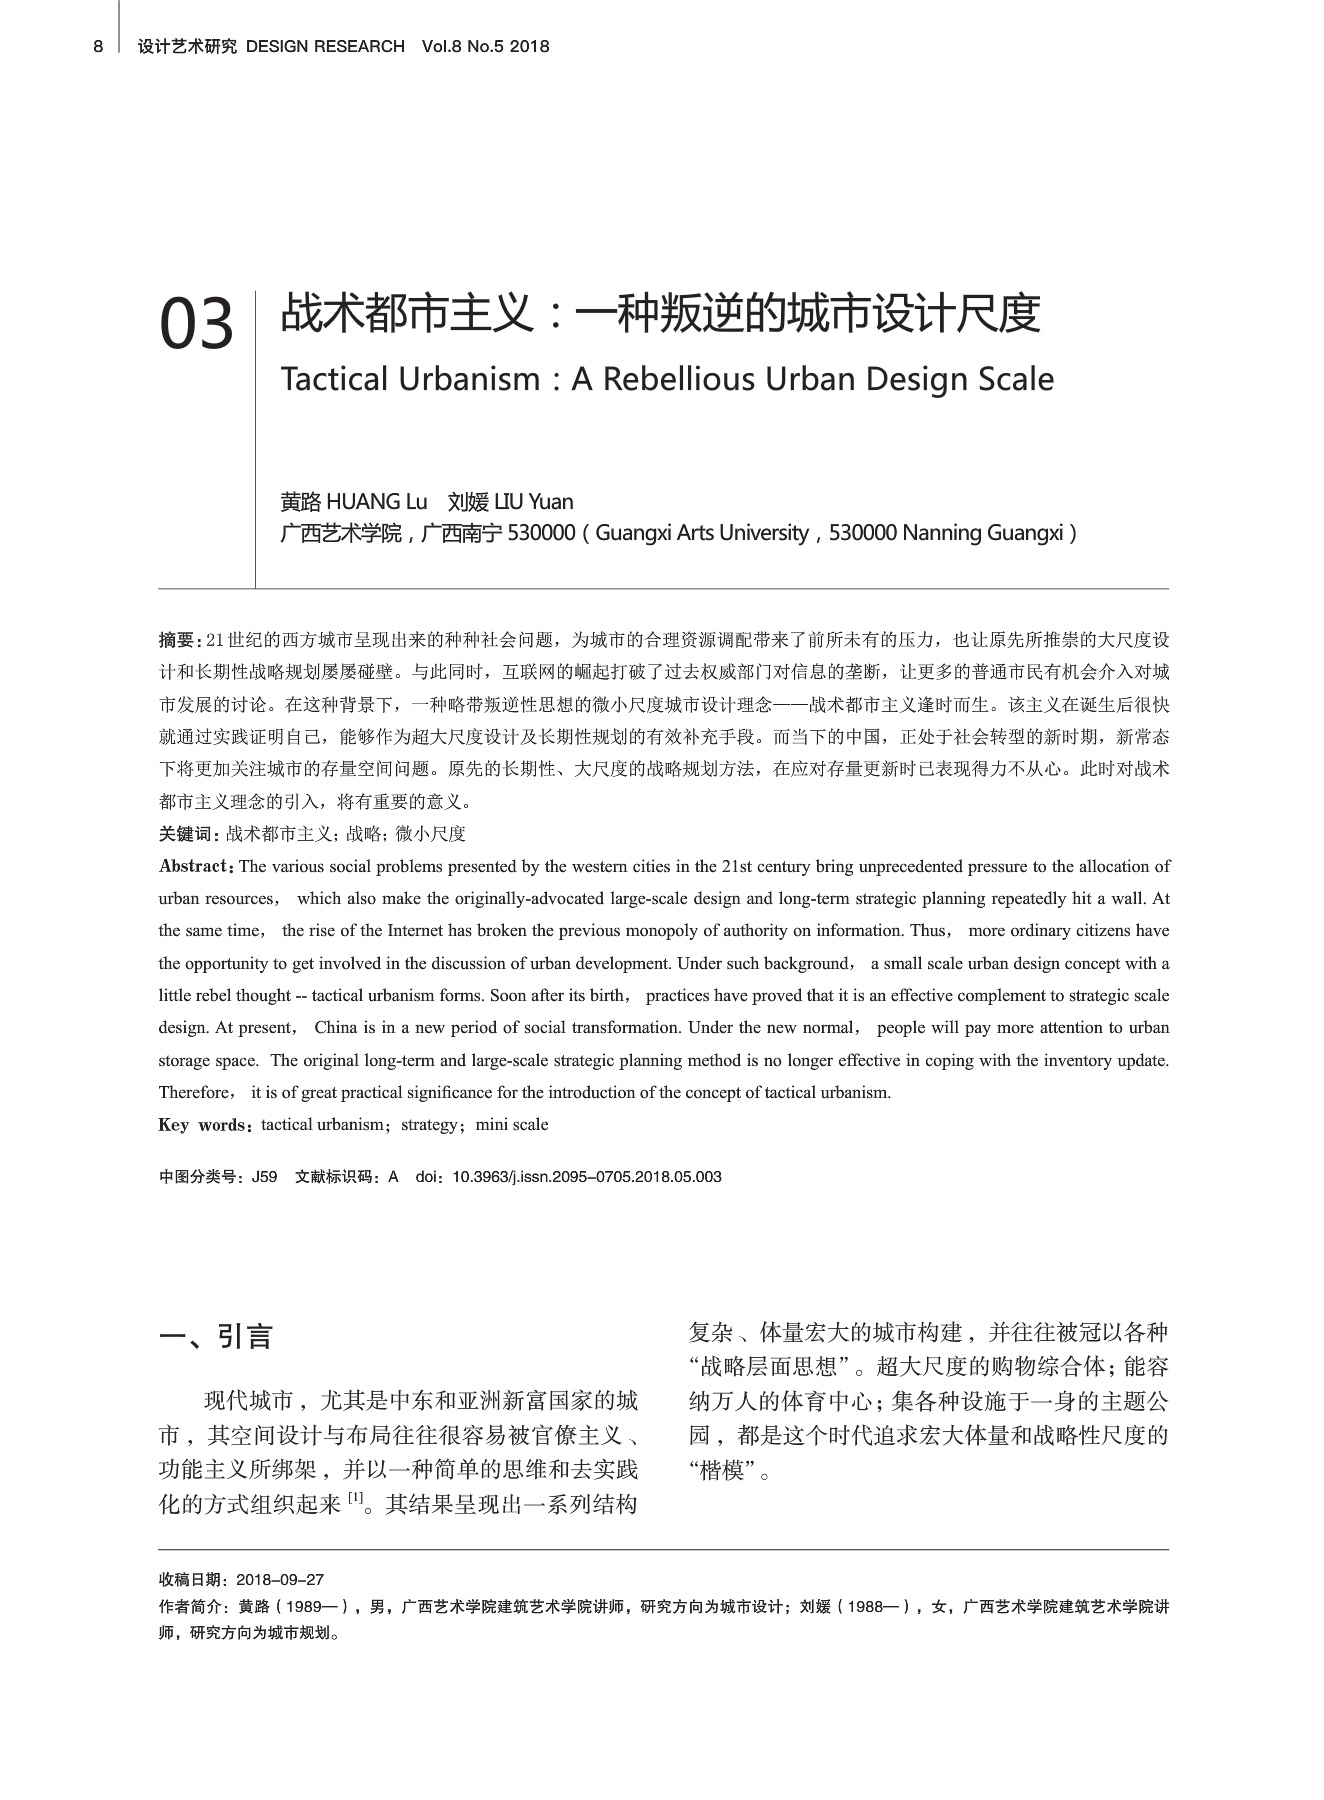 8 设计艺术研究 DESIGN RESEARCH Vol.8 No.5 2018
03
战术都市主义：一种叛逆的城市设计尺度
Tactical Urbanism：A Rebellious Urban Design Scale
黄路 HUANG Lu 刘媛 LIU Yuan
广西艺术学院，广西南宁 530000（Guangxi Arts University，530000 Nanning Guangxi）
摘要：21世纪的西方城市呈现出来的种种社会问题，为城市的合理资源调配带来了前所未有的压力，也让原先所推崇的大尺度设
计和长期性战略规划屡屡碰壁。与此同时，互联网的崛起打破了过去权威部门对信息的垄断，让更多的普通市民有机会介入对城
市发展的讨论。在这种背景下，一种略带叛逆性思想的微小尺度城市设计理念——战术都市主义逢时而生。该主义在诞生后很快
就通过实践证明自己，能够作为超大尺度设计及长期性规划的有效补充手段。而当下的中国，正处于社会转型的新时期，新常态
下将更加关注城市的存量空间问题。原先的长期性、大尺度的战略规划方法，在应对存量更新时已表现得力不从心。此时对战术
都市主义理念的引入，将有重要的意义。
关键词：战术都市主义；战略；微小尺度
Abstract：The various social problems presented by the western cities in the 21st century bring unprecedented pressure to the allocation of
urban resources， which also make the originally-advocated large-scale design and long-term strategic planning repeatedly hit a wall. At
the same time， the rise of the Internet has broken the previous monopoly of authority on information. Thus， more ordinary citizens have
the opportunity to get involved in the discussion of urban development. Under such background， a small scale urban design concept with a
little rebel thought -- tactical urbanism forms. Soon after its birth， practices have proved that it is an effective complement to strategic scale
design. At present， China is in a new period of social transformation. Under the new normal， people will pay more attention to urban
storage space. The original long-term and large-scale strategic planning method is no longer effective in coping with the inventory update.
Therefore， it is of great practical significance for the introduction of the concept of tactical urbanism.
Key words：tactical urbanism；strategy；mini scale
中图分类号：J59 文献标识码：A doi：10.3963/j.issn.2095–0705.2018.05.003
一、引言
现代城市，尤其是中东和亚洲新富国家的城
市，其空间设计与布局往往很容易被官僚主义、
功能主义所绑架，并以一种简单的思维和去实践
化的方式组织起来[1]。其结果呈现出一系列结构
复杂、体量宏大的城市构建，并往往被冠以各种
“战略层面思想”。超大尺度的购物综合体；能容
纳万人的体育中心；集各种设施于一身的主题公
园，都是这个时代追求宏大体量和战略性尺度的
“楷模”。
收稿日期：2018–09–27
作者简介：黄路（1989—），男，广西艺术学院建筑艺术学院讲师，研究方向为城市设计；刘媛（1988—），女，广西艺术学院建筑艺术学院讲
师，研究方向为城市规划。